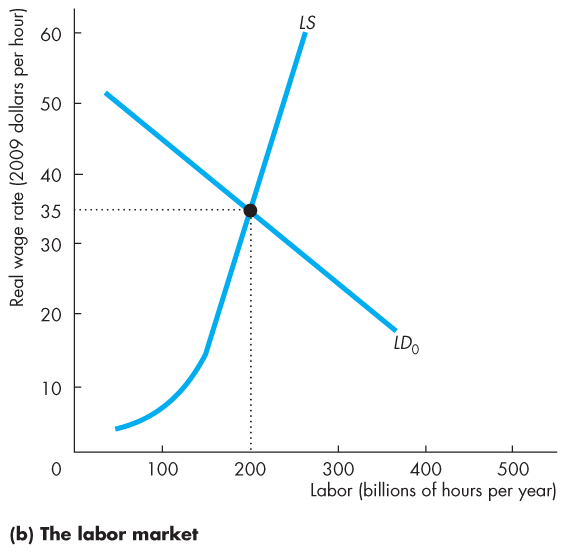 Real wage rate (2009 dollars per hour)
60
50
40
35
30
20
10
0
100
200
300
400
500
LS
LD0
Labor (billions of hours per year)
(b) The labor market